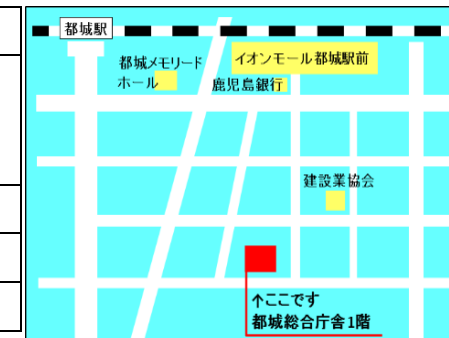 都城駅
都城メモリード
ホール
イオンモール都城駅前
鹿児島銀行
建設業協会
↑ここです
都城総合庁舎1階